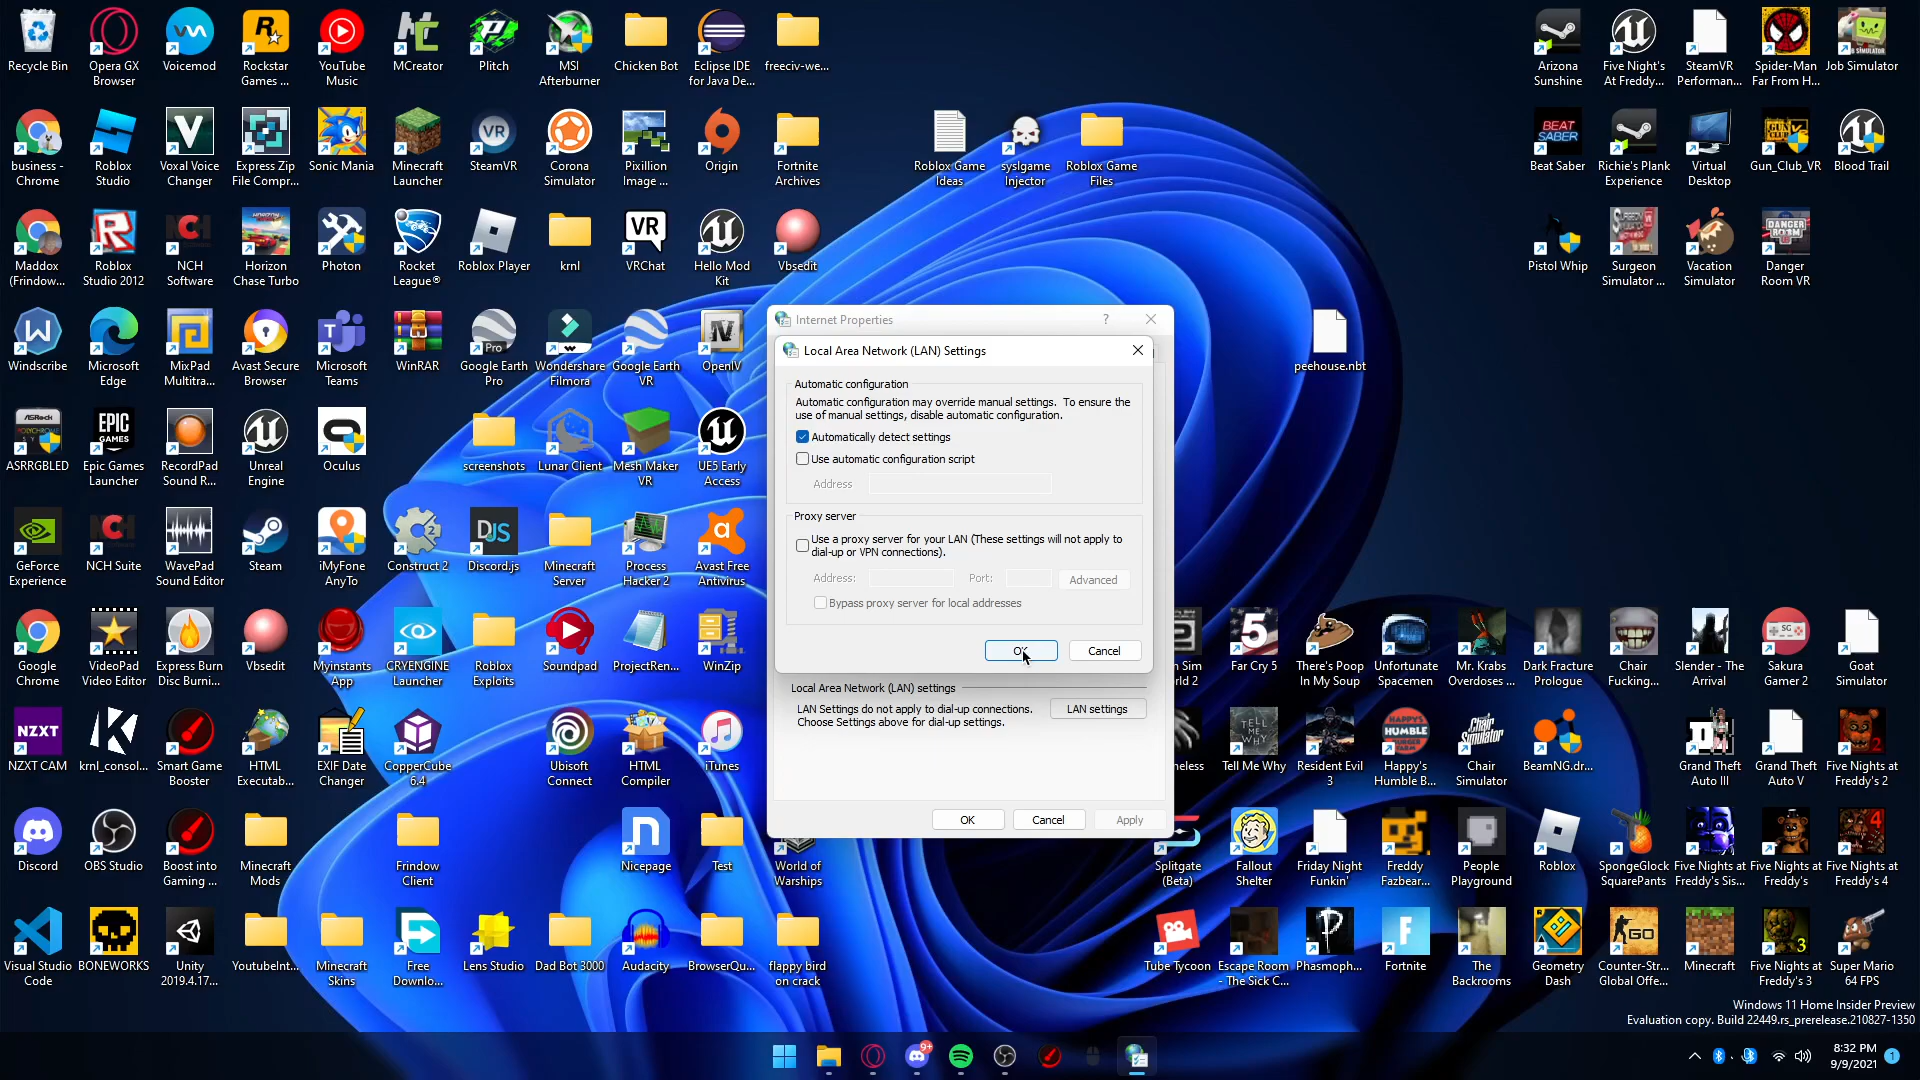 Recycle Bin
Opera GX
Browser
Voicemod
Rockstar
Games ...
YouTube
Music
MCreator
Plitch
MSI
Afterburner
Chicken Bot
Eclipse IDE
for Java De...
freeciv-we...
Arizona
Sunshine
Five Night's
At Freddy...
SteamVR
Performan...
Spider-Man
Far From H...
Job Simulator
business -
Chrome
Roblox
Studio
Voxal Voice
Changer
Express Zip
File Compr...
Sonic Mania
Minecraft
Launcher
SteamVR
Corona
Simulator
Pixillion
Image ...
Origin
Fortnite
Archives
Roblox Game
Ideas
syslgame
Injector
Roblox Game
Files
Beat Saber
Richie's Plank
Experience
Virtual
Desktop
Gun_Club_VR
Blood Trail
Maddox
(Frindow...
Roblox
Studio 2012
NCH
Software
Horizon
Chase Turbo
Photon
Rocket
League®
Roblox Player
krnl
VRChat
Hello Mod
Kit
Vbsedit
Pistol Whip
Surgeon
Simulator ...
Vacation
Simulator
Danger
Room VR
Windscribe
Microsoft
Edge
MixPad
Multitra...
Avast Secure
Browser
Microsoft
Teams
WinRAR
Google Earth
Pro
Wondershare
Filmora
Google Earth
VR
OpenIV
peehouse.nbt
ASRRGBLED
Epic Games
Launcher
RecordPad
Sound R...
Unreal
Engine
Oculus
screenshots
Lunar Client
Mesh Maker
VR
UE5 Early
Access
GeForce
Experience
NCH Suite
WavePad
Sound Editor
Steam
iMyFone
AnyTo
Construct 2
Discord.js
Minecraft
Server
Process
Hacker 2
Avast Free
Antivirus
Google
Chrome
VideoPad
Video Editor
Express Burn
Disc Burni...
Vbsedit
Myinstants
App
CRYENGINE
Launcher
Roblox
Exploits
Soundpad
ProjectRen...
WinZip
Internet Properties
Local Area Network (LAN) Settings
Automatic configuration
Automatic configuration may override manual settings. To ensure the
use of manual settings, disable automatic configuration.
Automatically detect settings
Use automatic configuration script
Address
Proxy server
Use a proxy server for your LAN (These settings will not apply to
dial-up or VPN connections).
Address:
Port:
Advanced
Bypass proxy server for local addresses
OK
Cancel
Local Area Network (LAN) settings
LAN Settings do not apply to dial-up connections.
Choose Settings above for dial-up settings.
LAN settings
OK
Cancel
Apply
Far Cry 5
There's Poop
In My Soup
Unfortunate
Spacemen
Mr. Krabs
Overdoses ...
Dark Fracture
Prologue
Chair
Fucking...
Slender - The
Arrival
Sakura
Gamer 2
Goat
Simulator
NZXT CAM
krnl_consol...
Smart Game
Booster
HTML
Executab...
EXIF Date
Changer
CopperCube
6.4
Ubisoft
Connect
HTML
Compiler
iTunes
Tell Me Why
Resident Evil
3
Happy's
Humble B...
Chair
Simulator
BeamNG.dr...
Grand Theft
Auto III
Grand Theft
Auto V
Five Nights at
Freddy's 2
Discord
OBS Studio
Boost into
Gaming ...
Minecraft
Mods
Frindow
Client
Nicepage
Test
World of
Warships
Splitgate
(Beta)
Fallout
Shelter
Friday Night
Funkin'
Freddy
Fazbear...
People
Playground
Roblox
SpongeGlock
SquarePants
Five Nights at
Freddy's Sis...
Five Nights at
Freddy's
Five Nights at
Freddy's 4
Visual Studio
Code
BONEWORKS
Unity
2019.4.17...
YoutubeInt...
Minecraft
Skins
Free
Downlo...
Lens Studio
Dad Bot 3000
Audacity
BrowserQu...
flappy bird
on crack
Tube Tycoon
Escape Room
- The Sick C...
Phasmoph...
Fortnite
The
Backrooms
Geometry
Dash
Counter-Str...
Global Offe...
Minecraft
Five Nights at
Freddy's 3
Super Mario
64 FPS
Windows 11 Home Insider Preview
Evaluation copy. Build 22449.rs_prerelease.210827-1350
9+
8:32 PM
9/9/2021
1